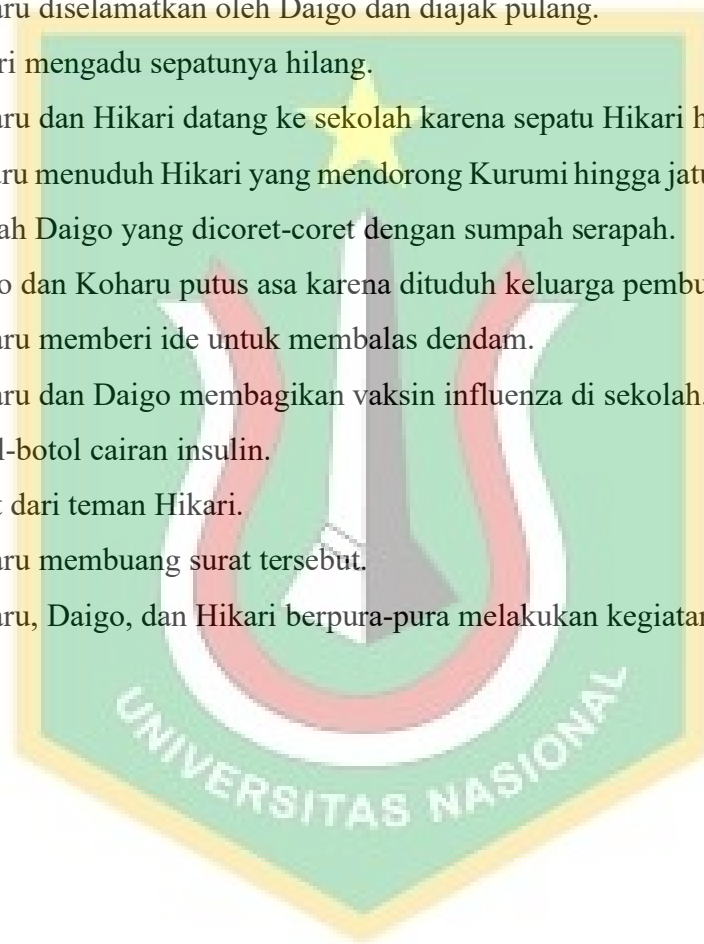 aru diselamatkan oleh Daigo dan diajak pulang.
ri mengadu sepatunya hilang.
aru dan Hikari datang ke sekolah karena sepatu Hikari h
aru menuduh Hikari yang mendorong Kurumi hingga jatu
ah Daigo yang dicoret-coret dengan sumpah serapah.
o dan Koharu putus asa karena dituduh keluarga pembu
aru memberi ide untuk membalas dendam.
aru dan Daigo membagikan vaksin influenza di sekolah.
l-botol cairan insulin.
t dari teman Hikari.
aru membuang surat tersebut.
aru, Daigo, dan Hikari berpura-pura melakukan kegiatan
UNIVERSITAS NASIONAL